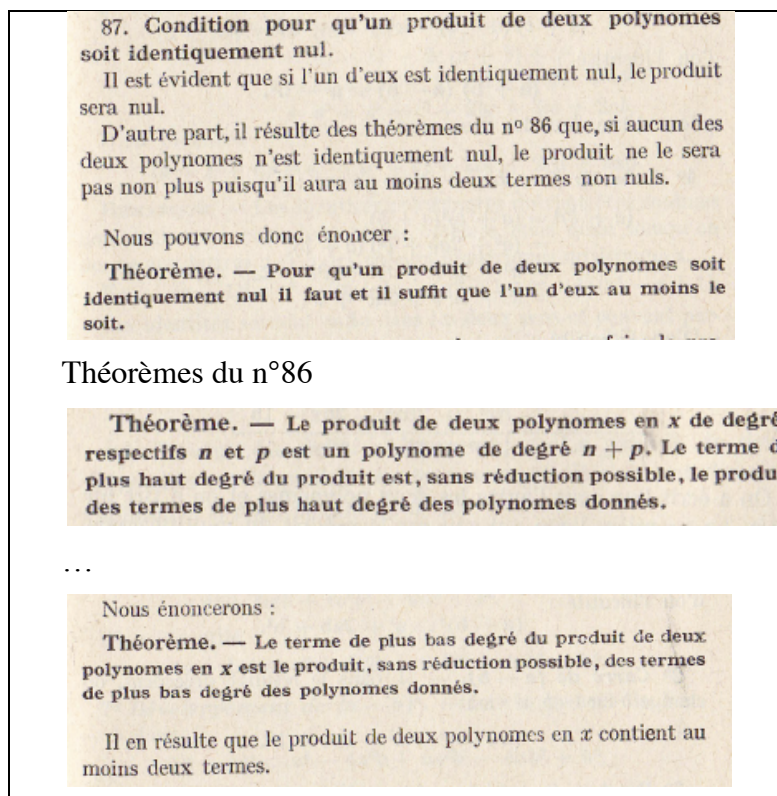 87. Condition pour qu'un produit de deux polynomes
soit identiquement nul.
Il est évident que si l'un d'eux est identiquement nul, le produit
sera nul.
D'autre part, il résulte des théorèmes du nº 86 que, si aucun des
deux polynomes n'est identiquement nul, le produit ne le sera
pas non plus puisqu'il aura au moins deux termes non nuls.
Nous pouvons donc énoncer :
Théorème. — Pour qu'un produit de deux polynomes soit
identiquement nul il faut et il suffit que l'un d'eux au moins le
soit.
Théorèmes du n°86
Théorème. — Le produit de deux polynomes en x de degré
respectifs n et p est un polynome de degré n + p. Le terme d
plus haut degré du produit est, sans réduction possible, le produi
des termes de plus haut degré des polynomes donnés.
…
Nous énoncerons :
Théorème. — Le terme de plus bas degré du produit de deux
polynomes en x est le produit, sans réduction possible, des termes
de plus bas degré des polynomes donnés.
Il en résulte que le produit de deux polynomes en x contient au
moins deux termes.